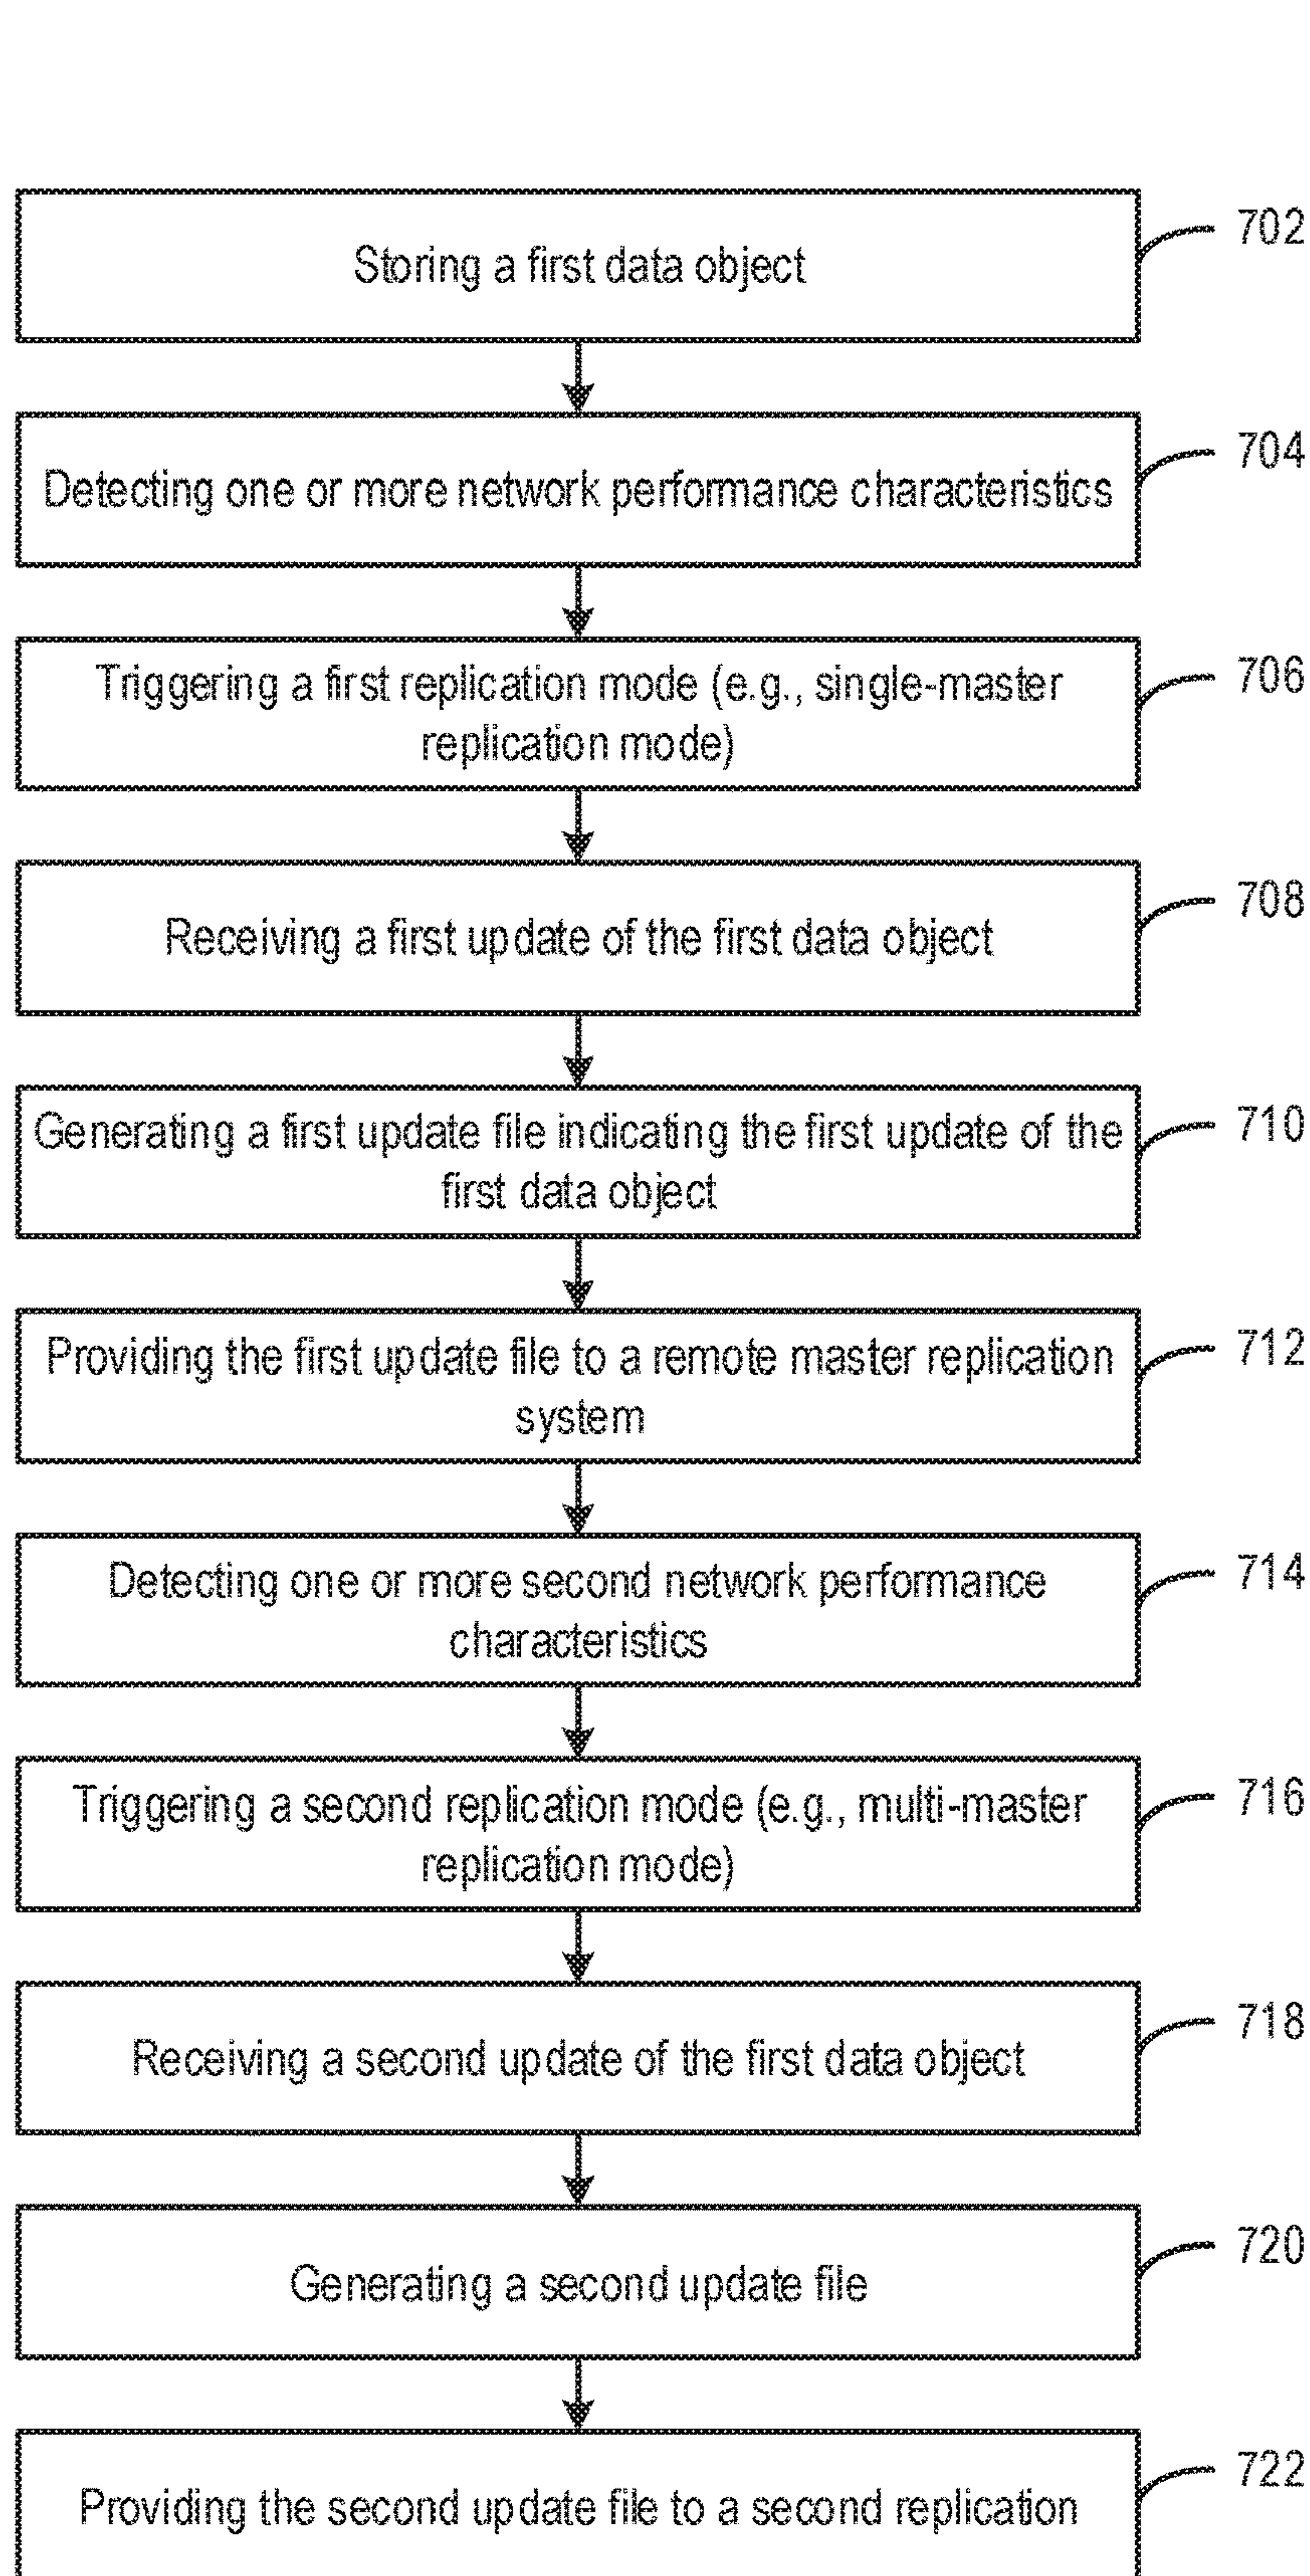 Storing a first data object
702
Detecting one or more network performance characteristics
704
Triggering a first replication mode (e.g., single-master
replication mode)
706
Receiving a first update of the first data object
708
Generating a first update file indicating the first update of the
first data object
710
Providing the first update file to a remote master replication
system
712
Detecting one or more second network performance
characteristics
714
Triggering a second replication mode (e.g., multi-master
replication mode)
716
Receiving a second update of the first data object
718
Generating a second update file
720
Providing the second update file to a second replication
722